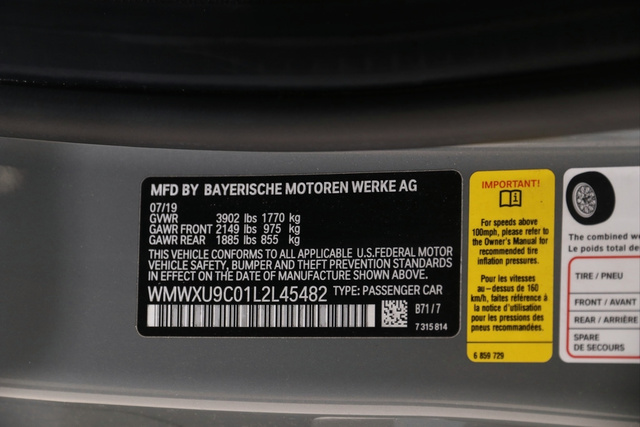 MFD BY BAYERISCHE MOTOREN WERKE AG
07/19
GVWR 3902 lbs 1770 kg
GAWR FRONT 2149 lbs 975 kg
GAWR REAR 1885 lbs 855 kg
THIS VEHICLE CONFORMS TO ALL APPLICABLE U.S.FEDERAL MOTOR
VEHICLE SAFETY, BUMPER AND THEFT PREVENTION STANDARDS
IN EFFECT ON THE DATE OF MANUFACTURE SHOWN ABOVE.
WMWXU9C01L2L45482 TYPE: PASSENGER CAR
B71/7
7 315 814
IMPORTANT!
For speeds above
100mph, please refer to
the Owner's Manual for
recommended tire
inflation pressures.
Pour les vitesses
au-dessus de 160
km/h, faites référence à
la notice d'utilisation
pour les pressions des
pneus recommandées.
6 859 729
The combined w
Le poids total de
TIRE / PNEU
FRONT / AVANT
REAR / ARRIÈRE
SPARE
DE SECOURS